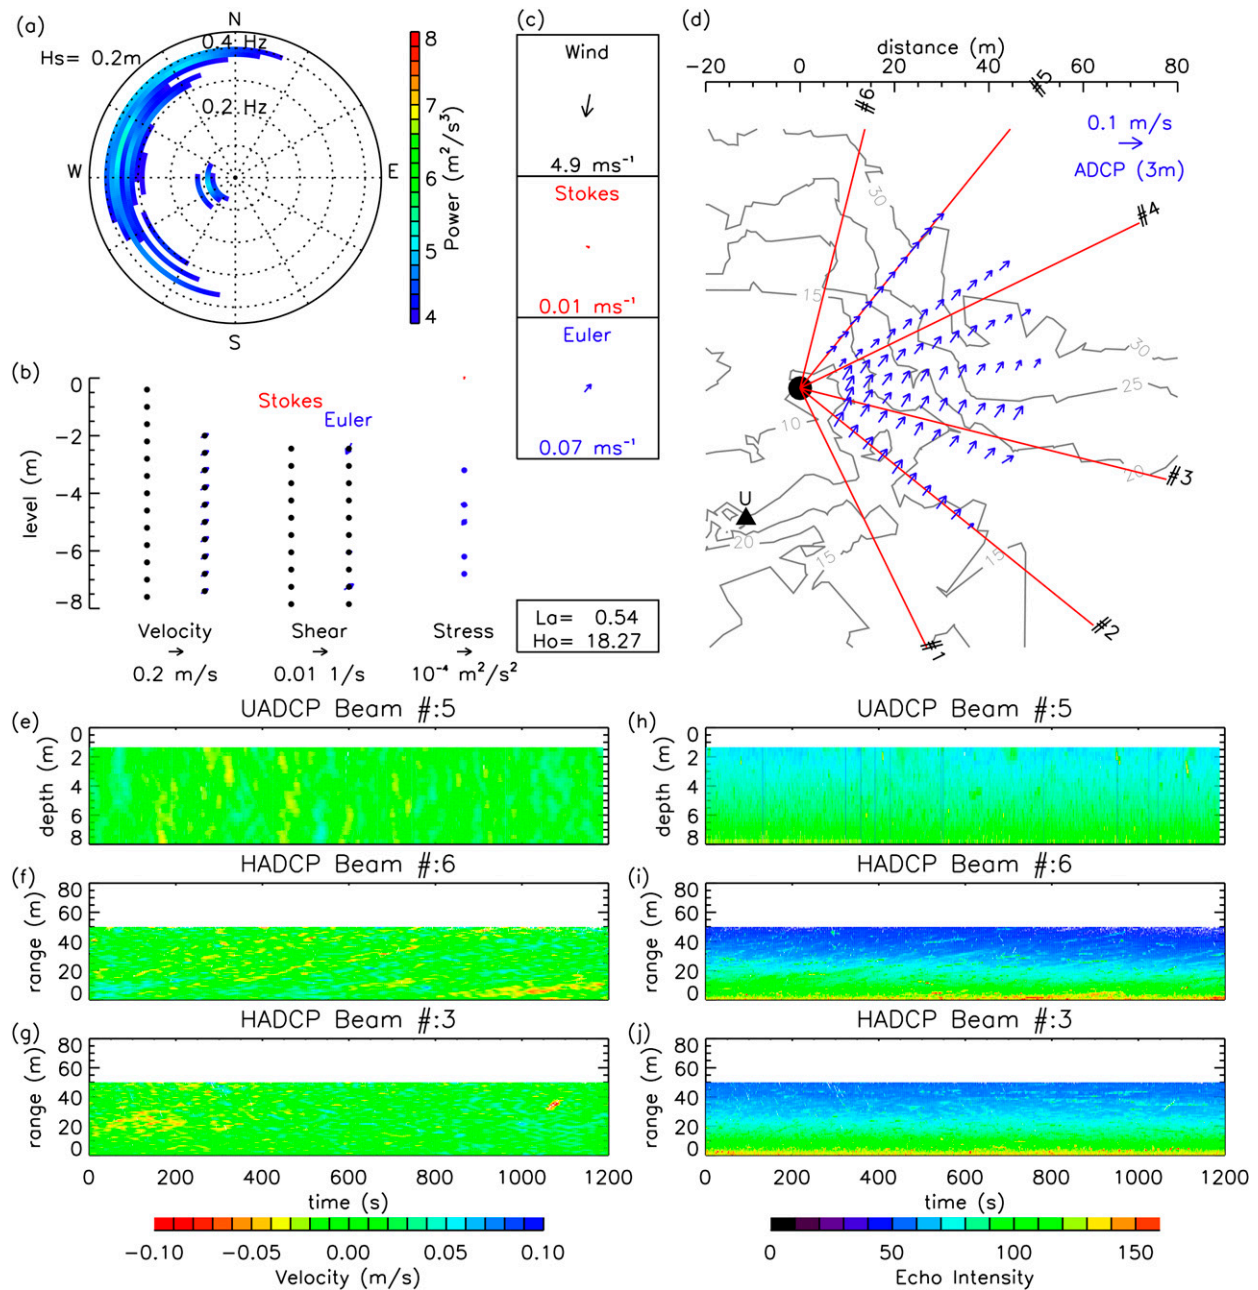 (a)
N
0.4 Hz
Hs= 0.2m
0.2 Hz
W
E
S
8
7
6
5
4
Power (m²/s³)
(b)
0
−2
−4
−6
−8
level (m)
Stokes
Euler
Velocity
0.2 m/s
Shear
0.01 1/s
Stress
10⁻⁴ m²/s²
(c)
Wind
4.9 ms⁻¹
Stokes
0.01 ms⁻¹
Euler
0.07 ms⁻¹
La= 0.54
Ho= 18.27
(d)
distance (m)
−20 0 20 40 60 80
#6
#5
0.1 m/s
ADCP (3m)
#4
30
15
30
25
10
20
#3
U
20
15
15
#2
#1
(e)
UADCP Beam #:5
depth (m)
0
2
4
6
8
(f)
HADCP Beam #:6
range (m)
80
60
40
20
0
(g)
HADCP Beam #:3
range (m)
80
60
40
20
0
0 200 400 600 800 1000 1200
time (s)
−0.10 −0.05 0.00 0.05 0.10
Velocity (m/s)
(h)
UADCP Beam #:5
depth (m)
0
2
4
6
8
(i)
HADCP Beam #:6
range (m)
80
60
40
20
0
(j)
HADCP Beam #:3
range (m)
80
60
40
20
0
0 200 400 600 800 1000 1200
time (s)
0 50 100 150
Echo Intensity